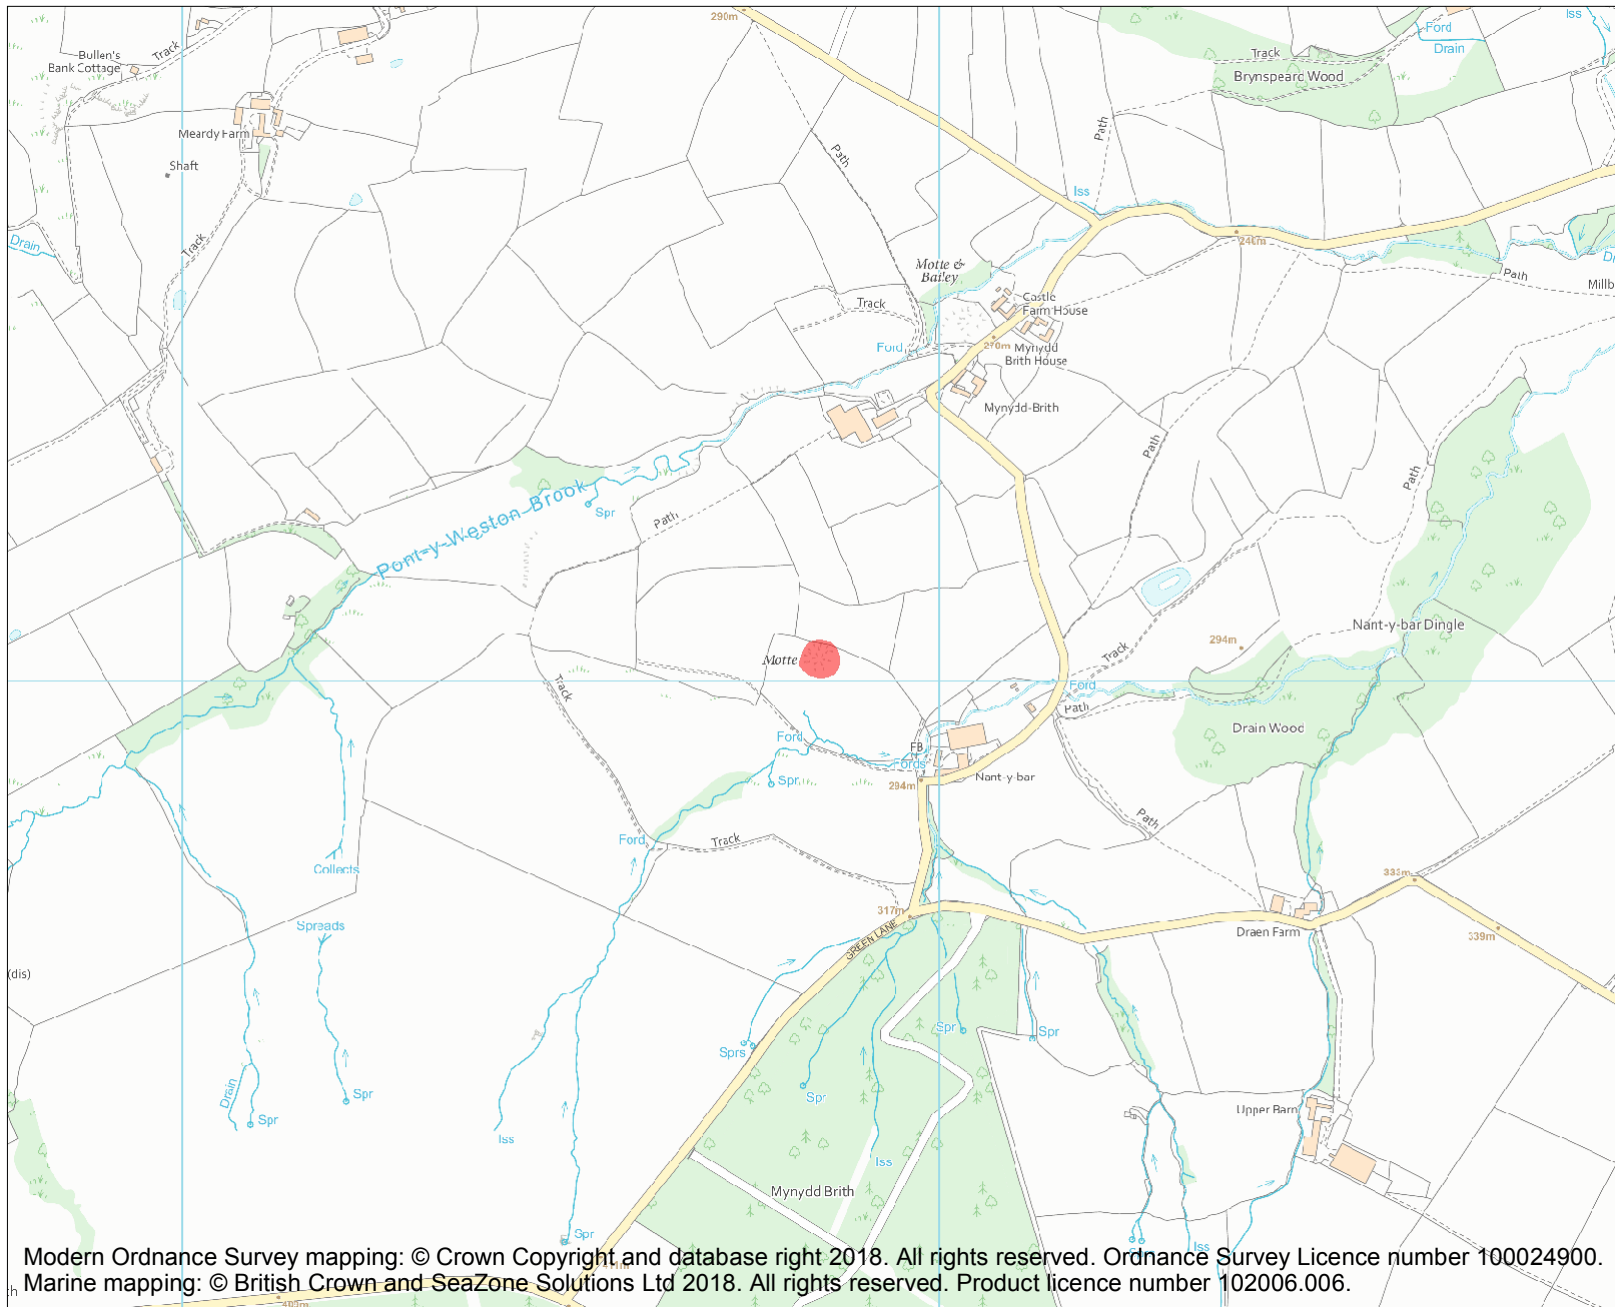 290m
Iss
Ford
Drain
Track
Bullen's
Bank Cottage
Track
Brynspeard Wood
Meardy Farm
Shaft
Path
Path
Iss
Drain
Track
240m
Motte &
Bailey
Path
Millb
Track
Castle
Farm House
Ford
270m
Mynydd
Brith House
Mynydd-Brith
Path
Path
Pont-y-Weston-Brook
Spr
Path
Nant-y-bar Dingle
294m
Motte
Track
Track
Ford
Path
Drain Wood
Ford
FB
Fords
Nant-y-bar
Spr
294m
Path
Ford
Track
Collects
333m
317m
GREEN LANE
Spreads
Draen Farm
339m
(dis)
Spr
Spr
Sprs
Drain
Spr
Spr
Spr
Upper Barn
Iss
Iss
Mynydd Brith
Spr
Iss
Modern Ordnance Survey mapping: © Crown Copyright and database right 2018. All rights reserved. Ordnance Survey Licence number 100024900.
Marine mapping: © British Crown and SeaZone Solutions Ltd 2018. All rights reserved. Product licence number 102006.006.